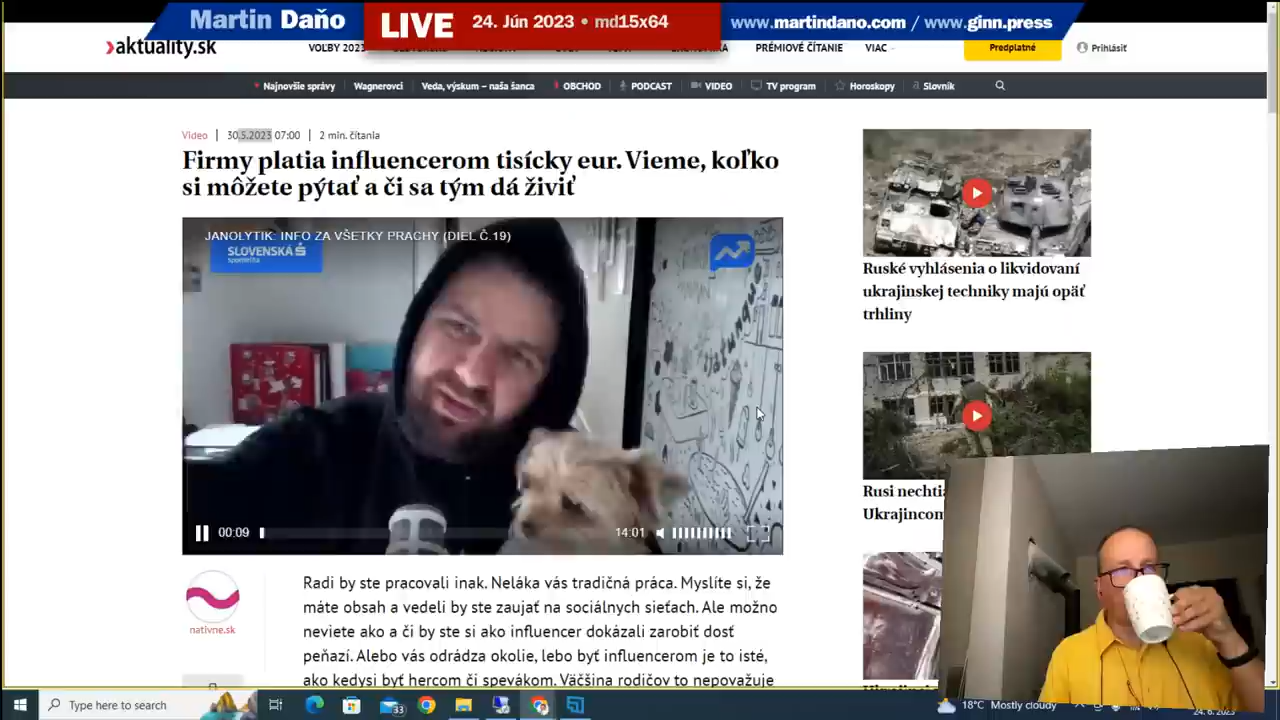 Martin Daňo
LIVE
24. Jún 2023 • md15x64
www.martindano.com / www.ginn.press
aktuality.sk
VOĽBY 2023
PRÉMIOVÉ ČÍTANIE
VIAC
Predplatné
Prihlásiť
Najnovšie správy
Wagnerovci
Veda, výskum – naša šanca
OBCHOD
PODCAST
VIDEO
TV program
Horoskopy
Slovník
Video | 30.5.2023 07:00 | 2 min. čítania
Firmy platia influencerom tisícky eur. Vieme, koľko
si môžete pýtať a či sa tým dá živiť
JANOLYTIK: INFO ZA VŠETKY PRACHY (DIEL Č.19)
SLOVENSKÁ
sporiteľňa
00:09
14:01
Ruské vyhlásenia o likvidovaní
ukrajinskej techniky majú opäť
trhliny
Rusi nechti
Ukrajincom
nativne.sk
Radi by ste pracovali inak. Neláka vás tradičná práca. Myslíte si, že
máte obsah a vedeli by ste zaujať na sociálnych sieťach. Ale možno
neviete ako a či by ste si ako influencer dokázali zarobiť dosť
peňazí. Alebo vás odrádza okolie, lebo byť influencerom je to isté,
ako kedysi byť hercom či spevákom. Väčšina rodičov to nepovažuje
Type here to search
33
18°C Mostly cloudy
24. 6. 2023